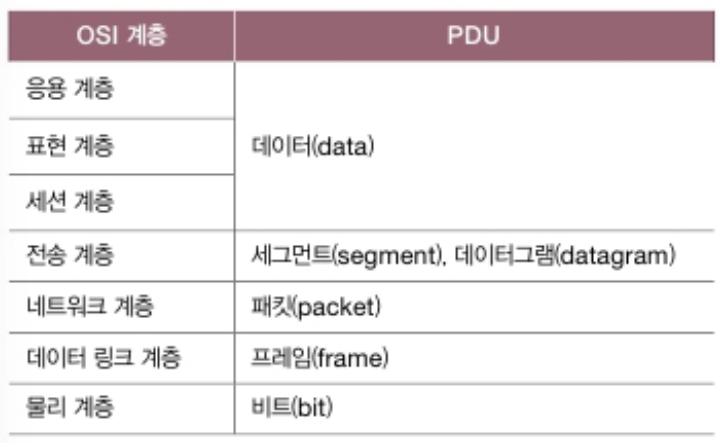 OSI 계층 PDU
응용 계층
표현 계층 데이터(data)
세션 계층
전송 계층 세그먼트(segment), 데이터그램(datagram)
네트워크 계층 패킷(packet)
데이터 링크 계층 프레임(frame)
물리 계층 비트(bit)